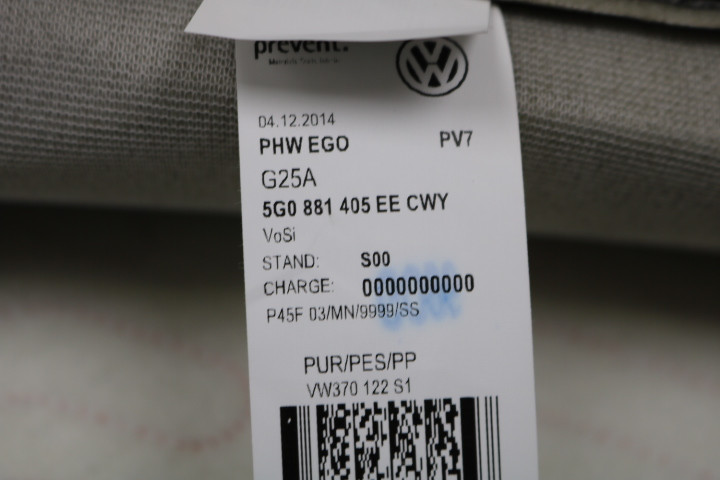 prevent.
04.12.2014
PHW EGO PV7
G25A
5G0 881 405 EE CWY
VoSi
STAND: S00
CHARGE: 0000000000
P45F 03/MN/9999/SS
PUR/PES/PP
VW370 122 S1